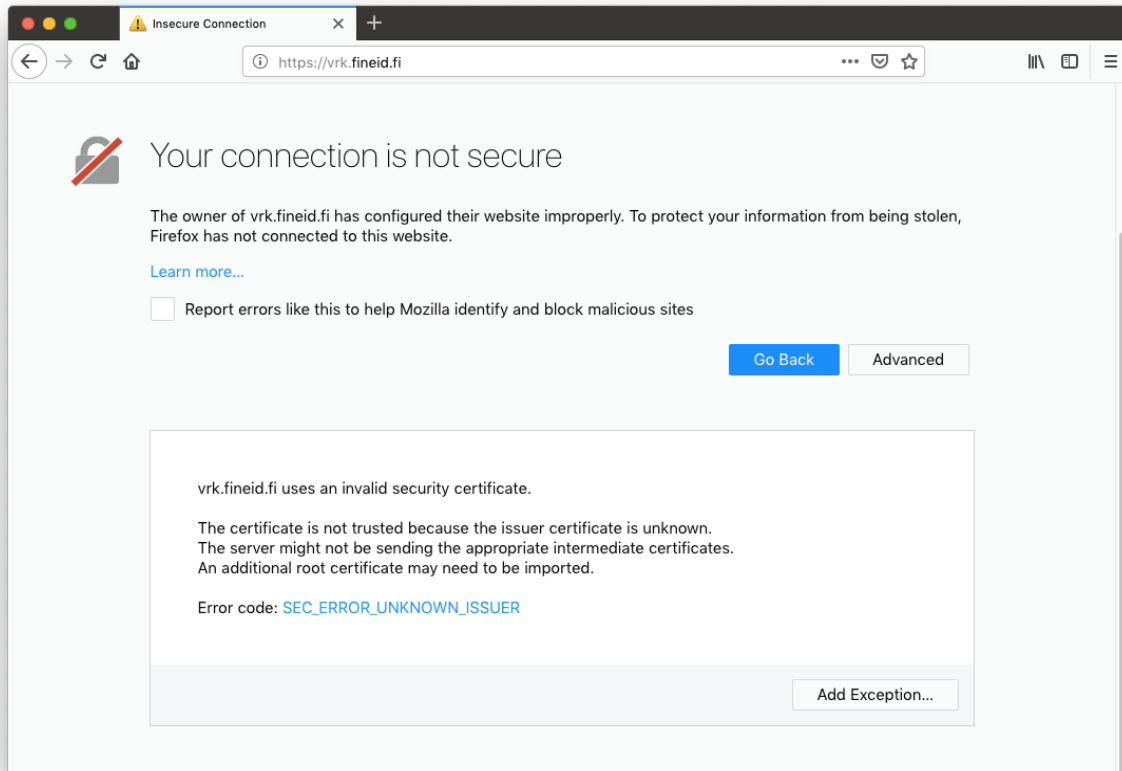 Insecure Connection
https://vrk.fineid.fi
Your connection is not secure
The owner of vrk.fineid.fi has configured their website improperly. To protect your information from being stolen,
Firefox has not connected to this website.
Learn more...
Report errors like this to help Mozilla identify and block malicious sites
Go Back
Advanced
vrk.fineid.fi uses an invalid security certificate.
The certificate is not trusted because the issuer certificate is unknown.
The server might not be sending the appropriate intermediate certificates.
An additional root certificate may need to be imported.
Error code: SEC_ERROR_UNKNOWN_ISSUER
Add Exception...